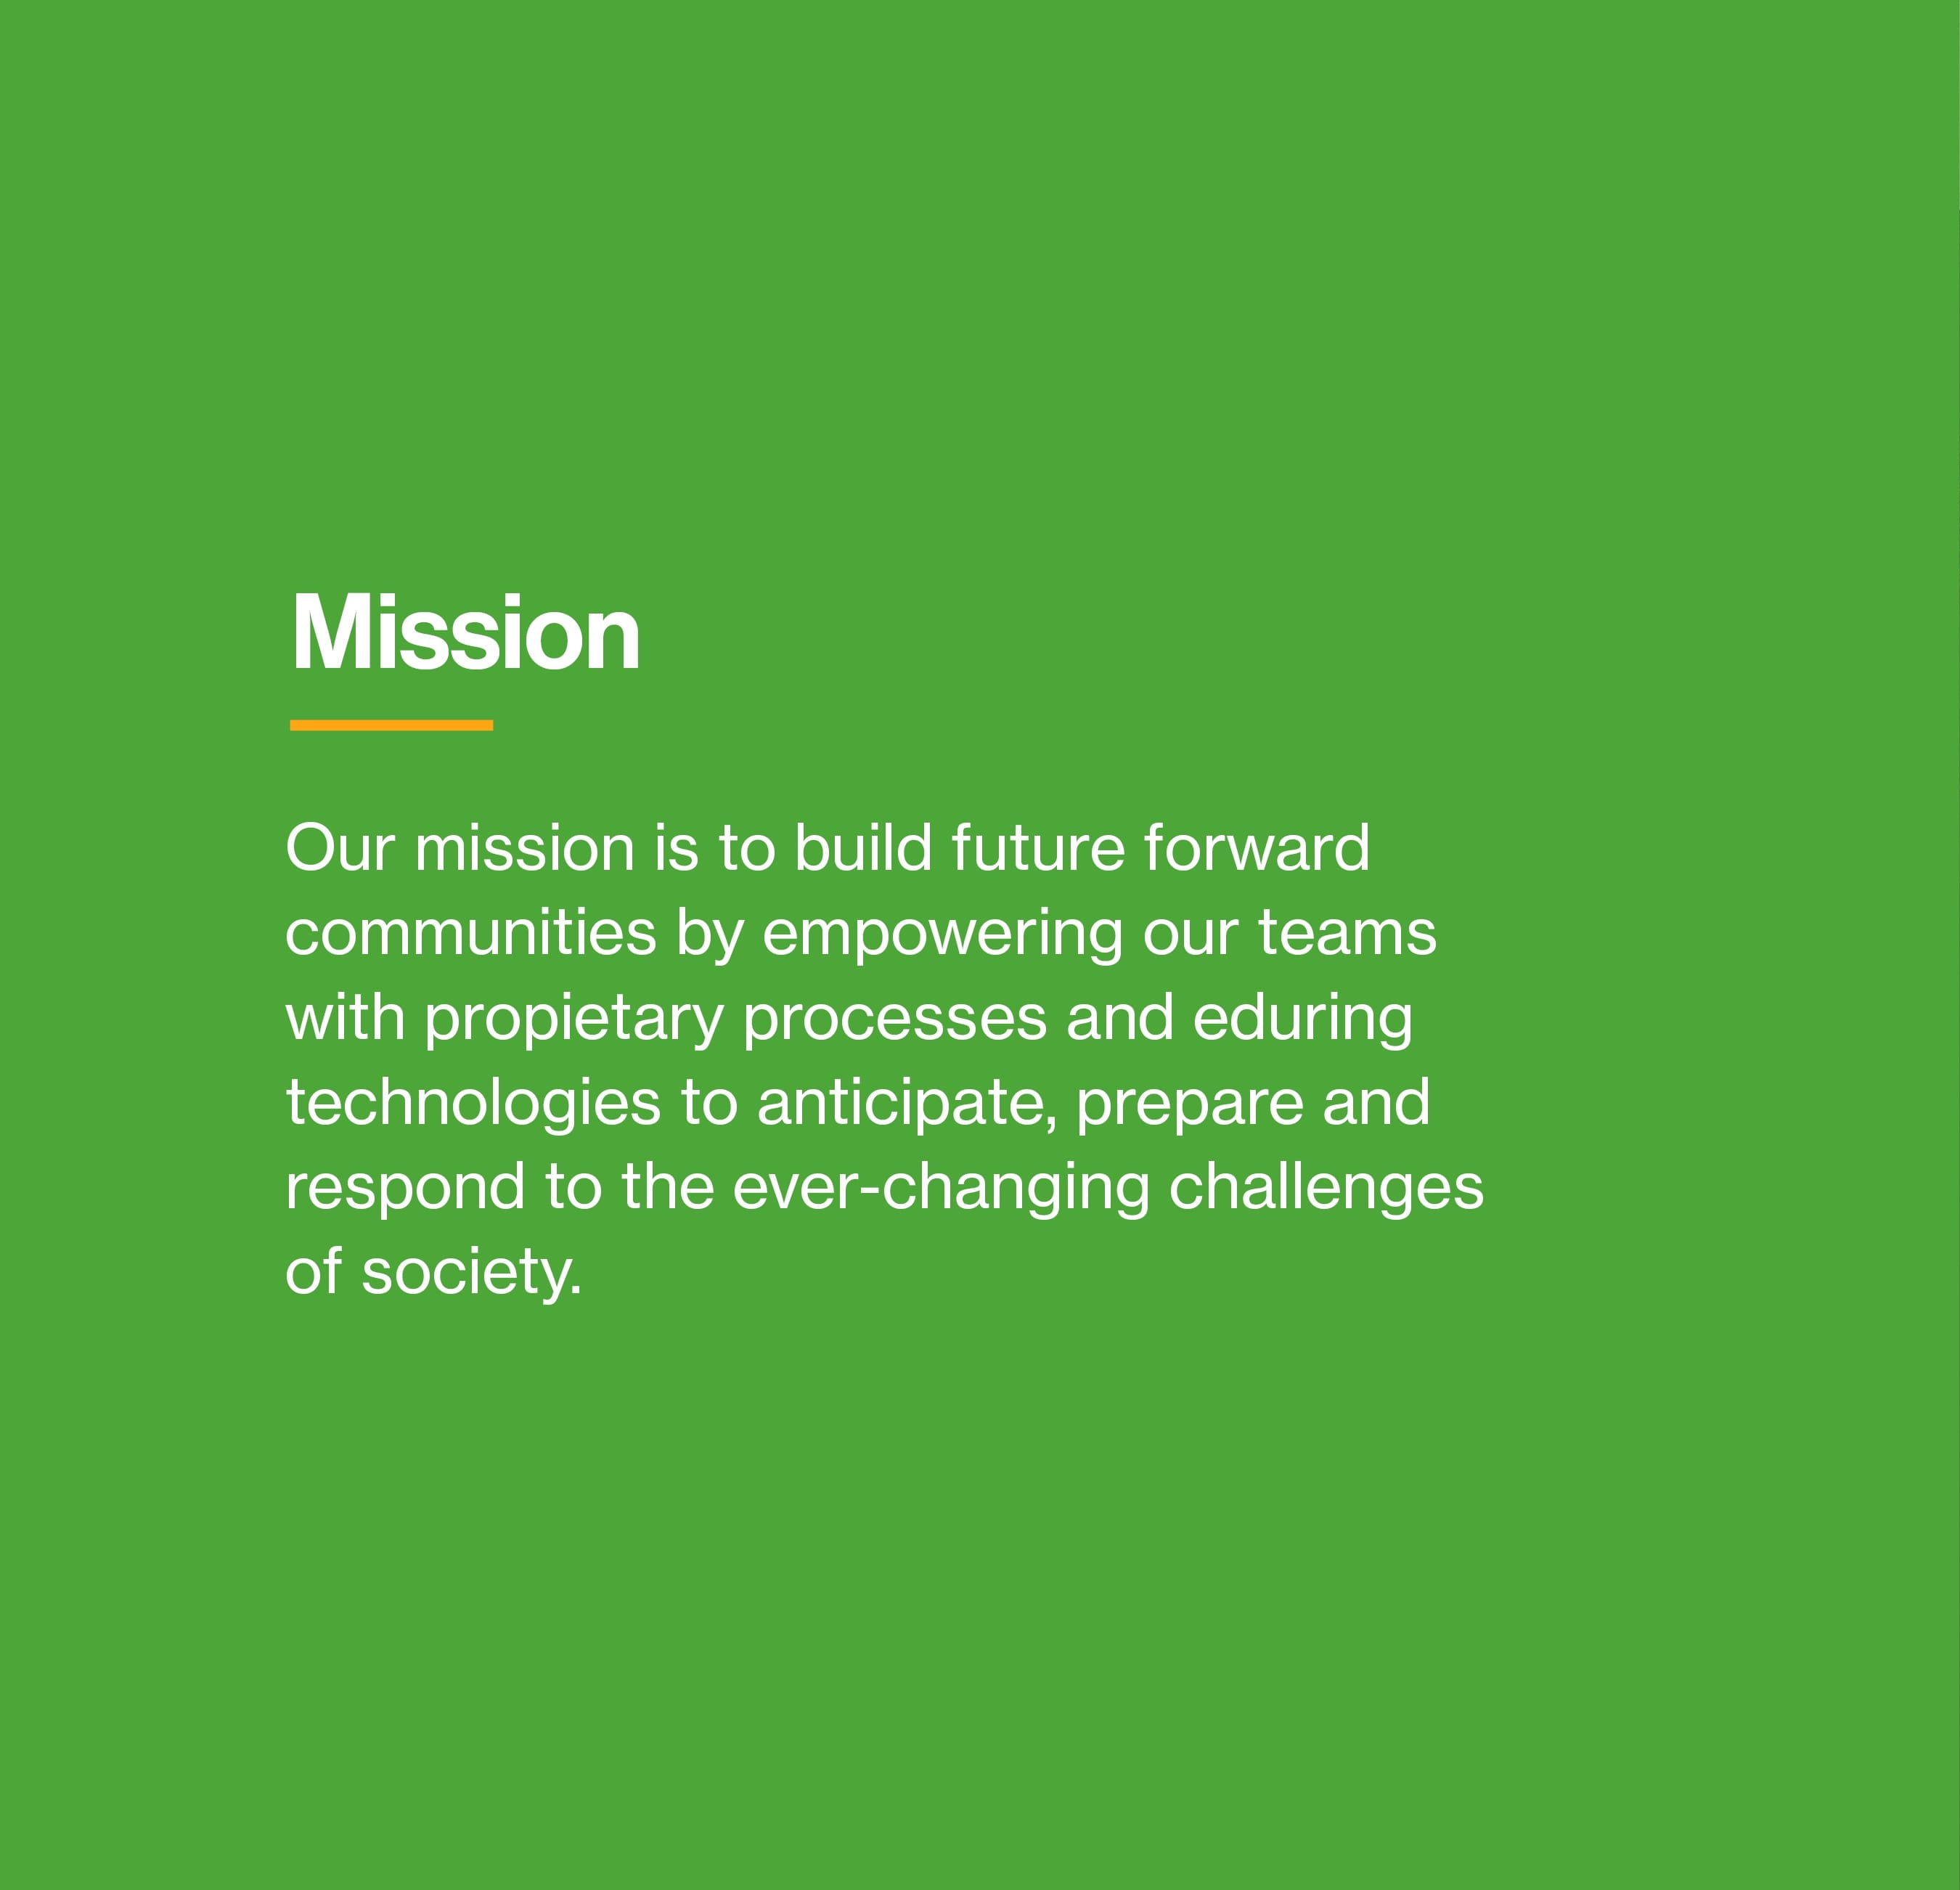 Mission
Our mission is to build future forward
communities by empowering our teams
with propietary processes and eduring
technologies to anticipate, prepare and
respond to the ever-changing challenges
of society.